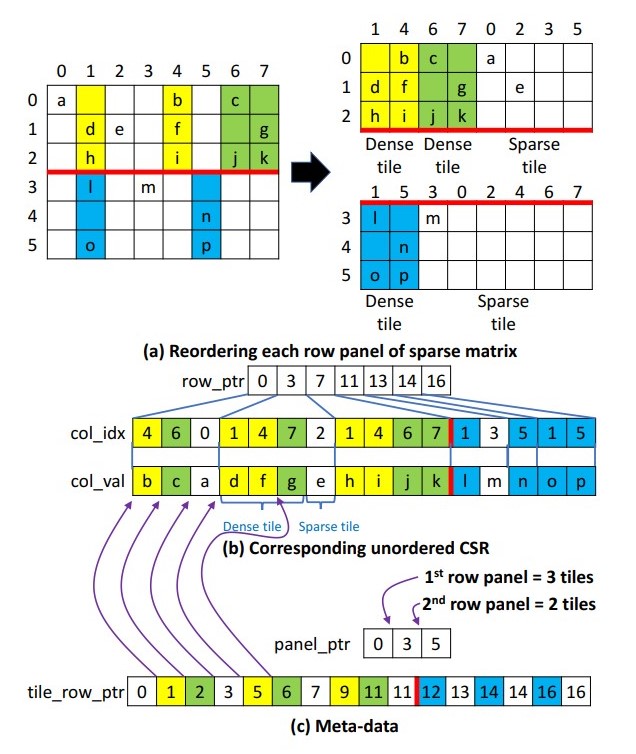 0 1 2 3 4 5 6 7
0 a b c
1 d e f g
2 h i j k
3 l m
4 n
5 o p
1 4 6 7 0 2 3 5
0 b c a
1 d f g e
2 h i j k
Dense Dense Sparse
tile tile tile
1 5 3 0 2 4 6 7
3 l m
4 n
5 o p
Dense Sparse
tile tile
(a) Reordering each row panel of sparse matrix
row_ptr 0 3 7 11 13 14 16
col_idx 4 6 0 1 4 7 2 1 4 6 7 1 3 5 1 5
col_val b c a d f g e h i j k l m n o p
Dense tile Sparse tile
(b) Corresponding unordered CSR
1st row panel = 3 tiles
2nd row panel = 2 tiles
panel_ptr 0 3 5
tile_row_ptr 0 1 2 3 5 6 7 9 11 11 12 13 14 14 16 16
(c) Meta-data